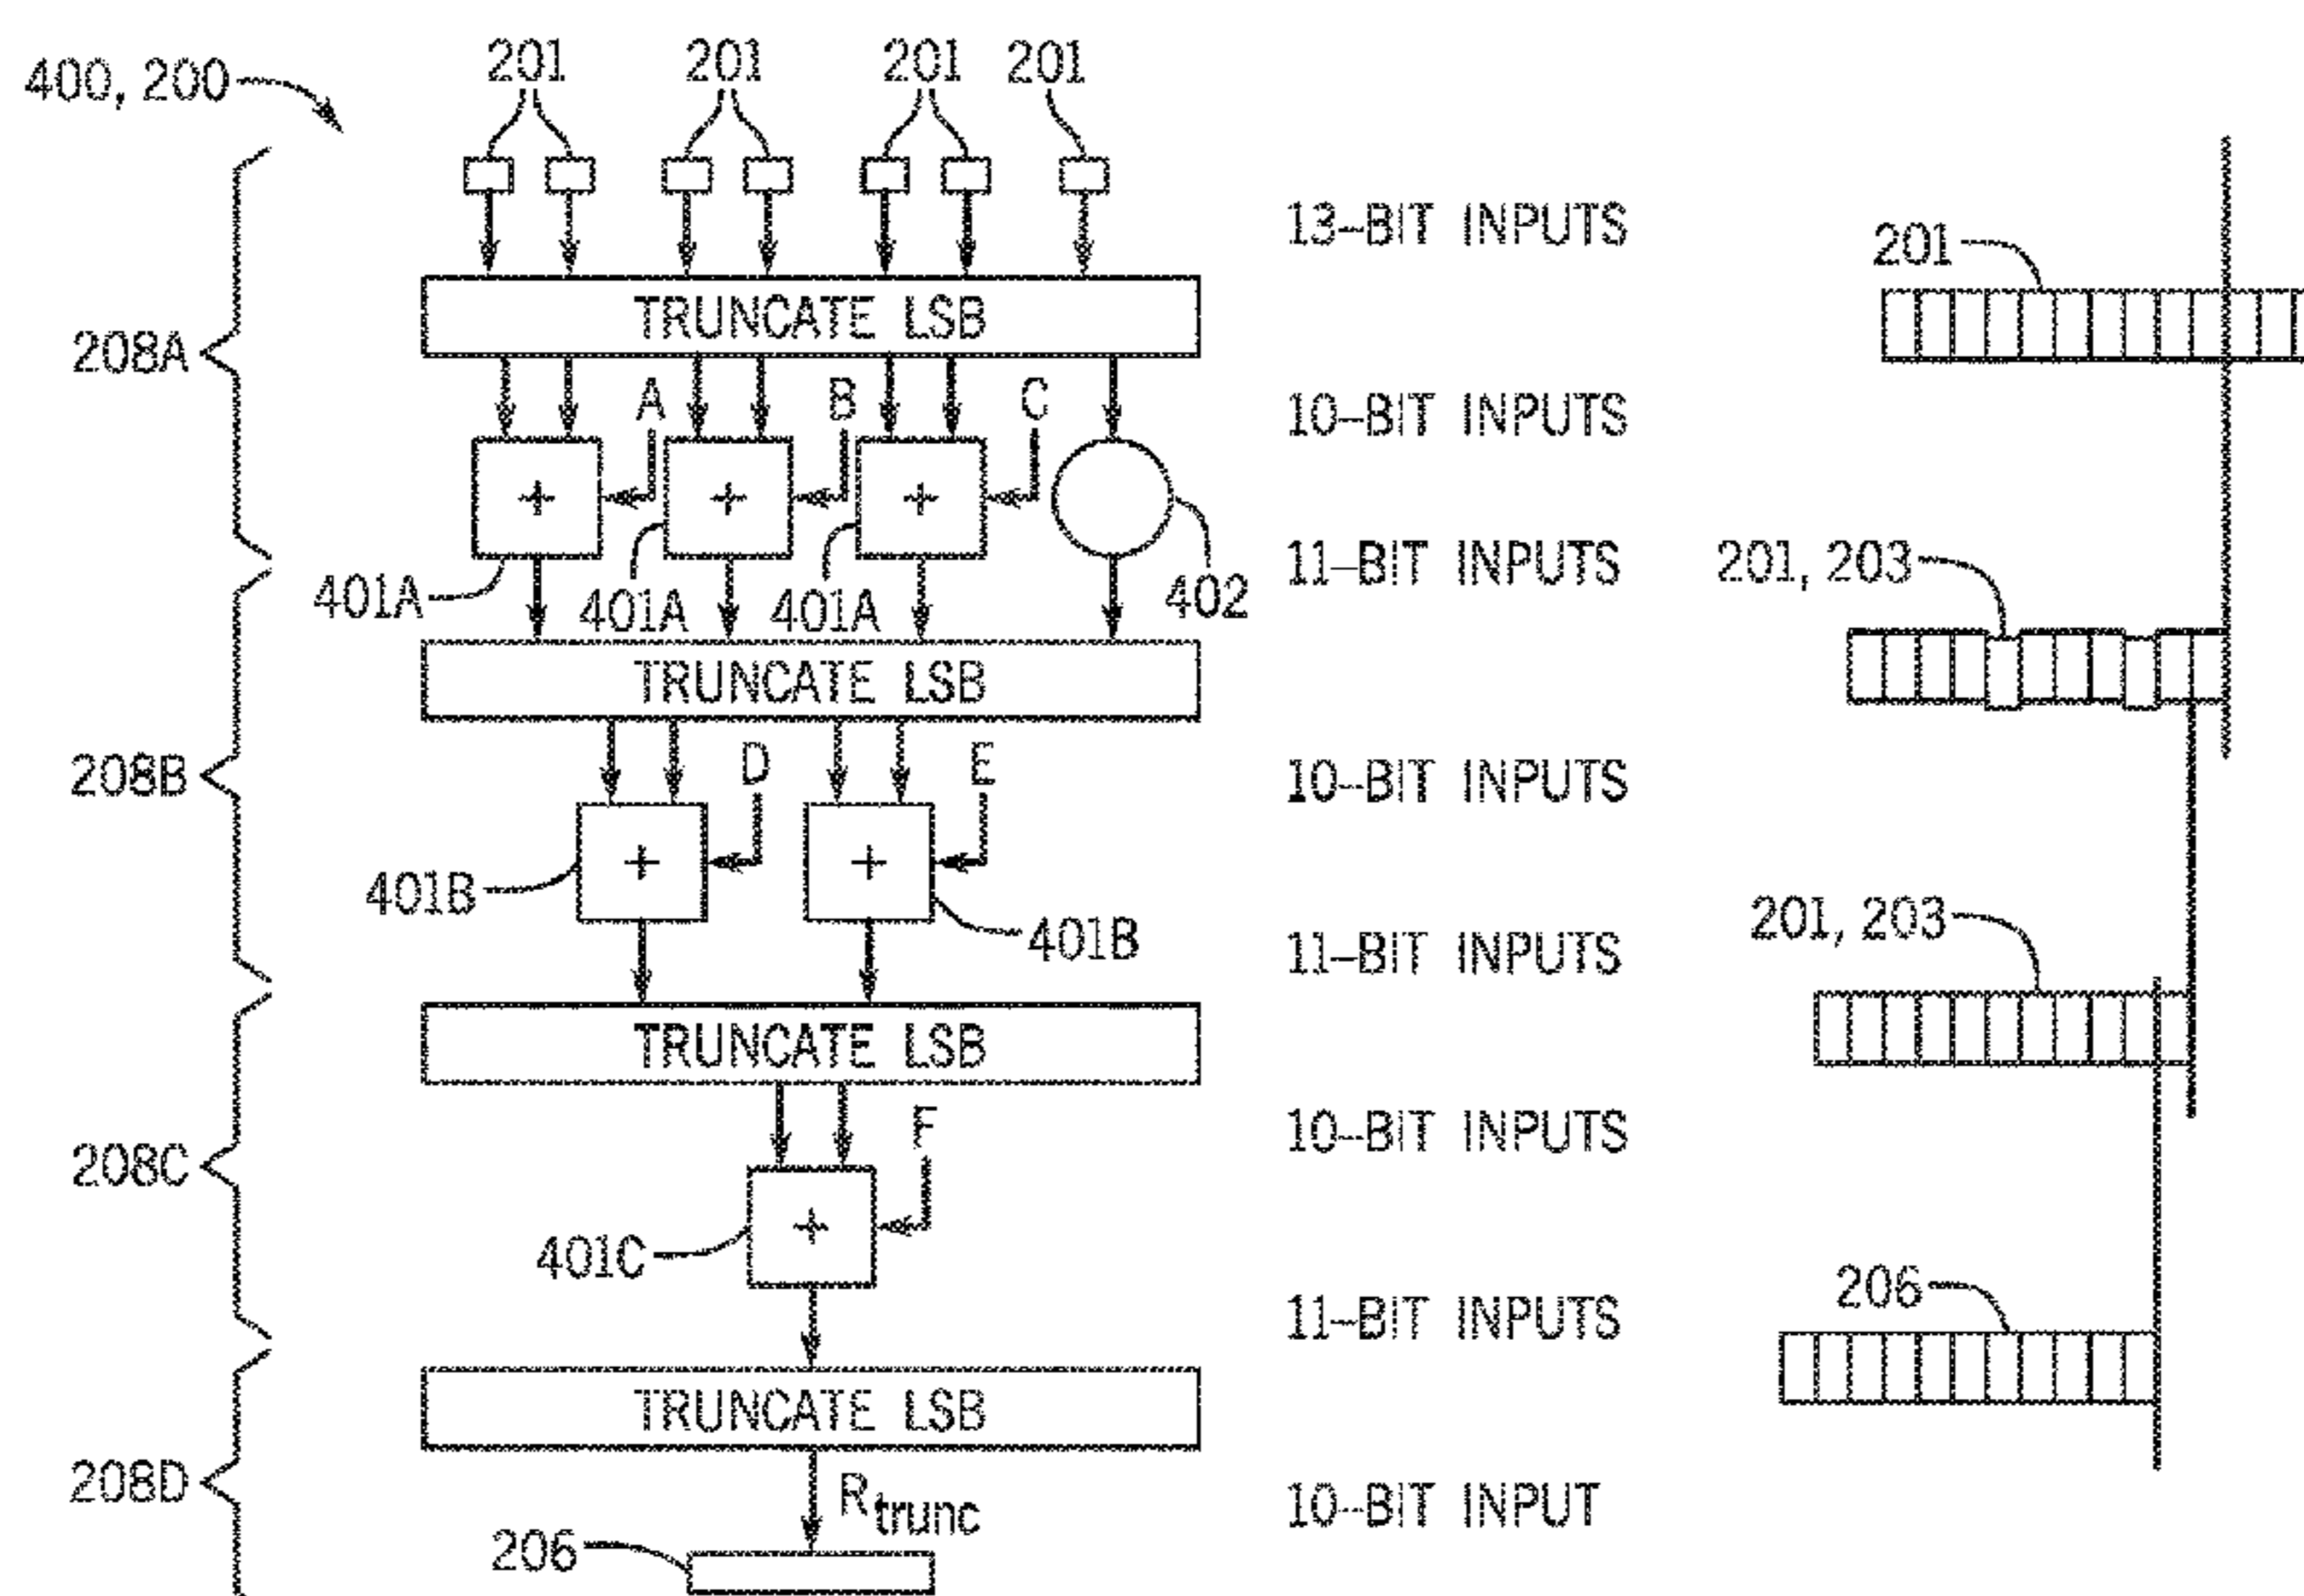 400, 200
201 201 201 201
13-BIT INPUTS
201
TRUNCATE LSB
208A
A B C
10-BIT INPUTS
+ + +
11-BIT INPUTS
201, 203
401A 401A 401A 402
TRUNCATE LSB
208B
D E
10-BIT INPUTS
+ +
401B 401B
11-BIT INPUTS
201, 203
TRUNCATE LSB
208C
F
10-BIT INPUTS
+
401C
11-BIT INPUTS
206
TRUNCATE LSB
208D
Rtrunc
10-BIT INPUT
206